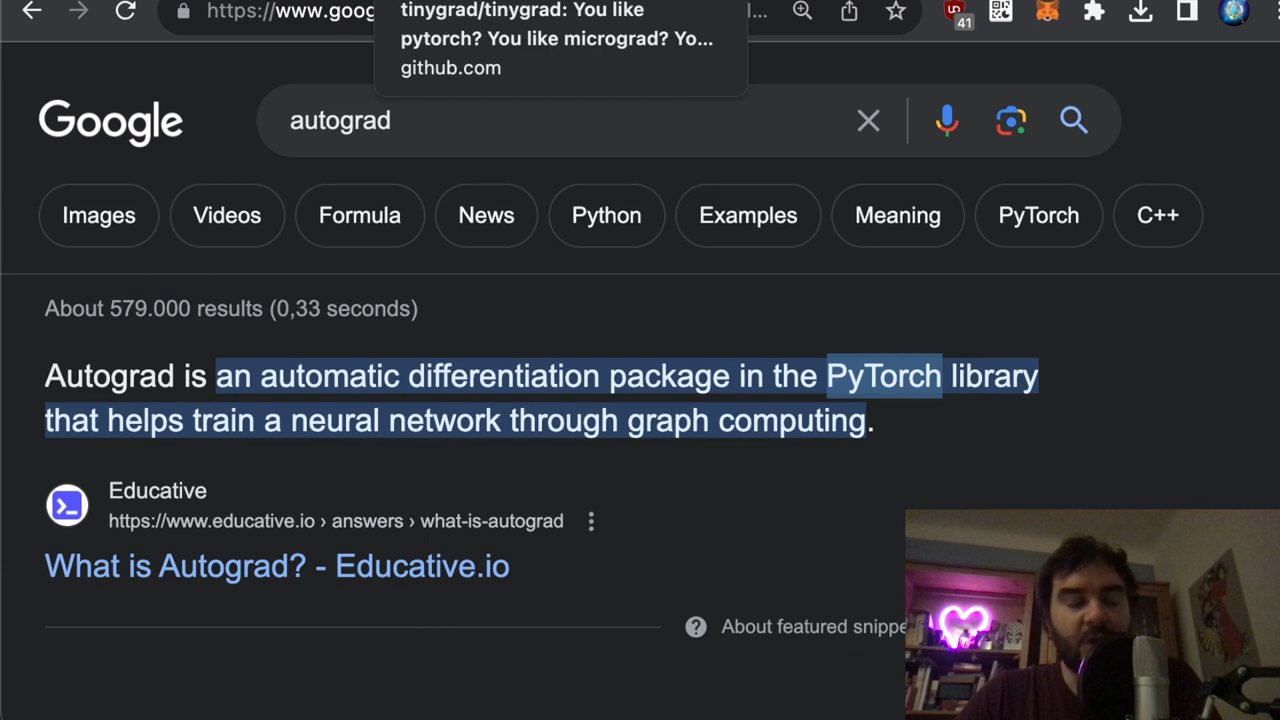 tinygrad/tinygrad: You like
https://www.goog
...
pytorch? You like micrograd? Yo...
41
github.com
Google
autograd
Images
Videos
Formula
News
Python
Examples
Meaning
PyTorch
C++
About 579.000 results (0,33 seconds)
Autograd is an automatic differentiation package in the PyTorch library
that helps train a neural network through graph computing.
Educative
https://www.educative.io › answers › what-is-autograd
What is Autograd? - Educative.io
About featured snippe